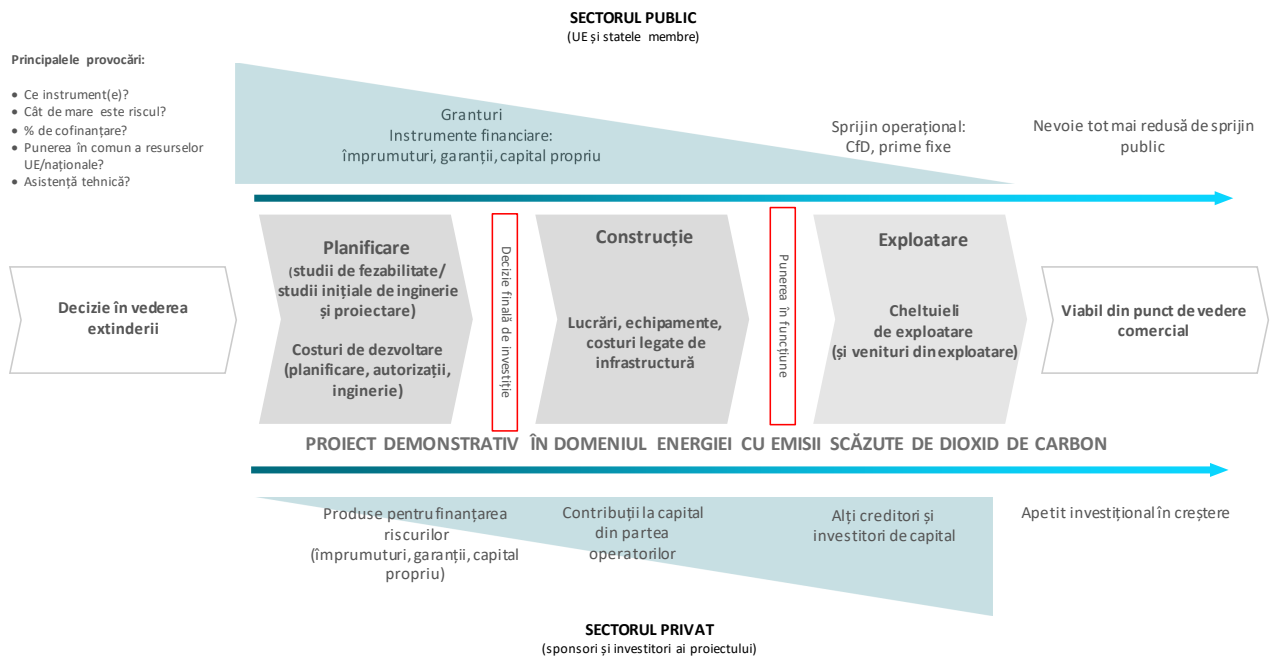 SECTORUL PUBLIC
(UE și statele membre)
Principalele provocări:
• Ce instrument(e)?
• Cât de mare este riscul?
• % de cofinanțare?
• Punerea în comun a resurselor
UE/naționale?
• Asistență tehnică?
Granturi
Instrumente financiare:
împrumuturi, garanții, capital propriu
Sprijin operațional:
CfD, prime fixe
Nevoie tot mai redusă de sprijin
public
Decizie în vederea
extinderii
Planificare
(studii de fezabilitate/
studii inițiale de inginerie
și proiectare)
Costuri de dezvoltare
(planificare, autorizații,
inginerie)
Decizie finală de investiție
Construcție
Lucrări, echipamente,
costuri legate de
infrastructură
Punerea în funcțiune
Exploatare
Cheltuieli
de exploatare
(și venituri din exploatare)
Viabil din punct de vedere
comercial
PROIECT DEMONSTRATIV ÎN DOMENIUL ENERGIEI CU EMISII SCĂZUTE DE DIOXID DE CARBON
Produse pentru finanțarea
riscurilor
(împrumuturi, garanții, capital
propriu)
Contribuții la capital
din partea
operatorilor
Alți creditori și
investitori de capital
Apetit investițional în creștere
SECTORUL PRIVAT
(sponsori și investitori ai proiectului)